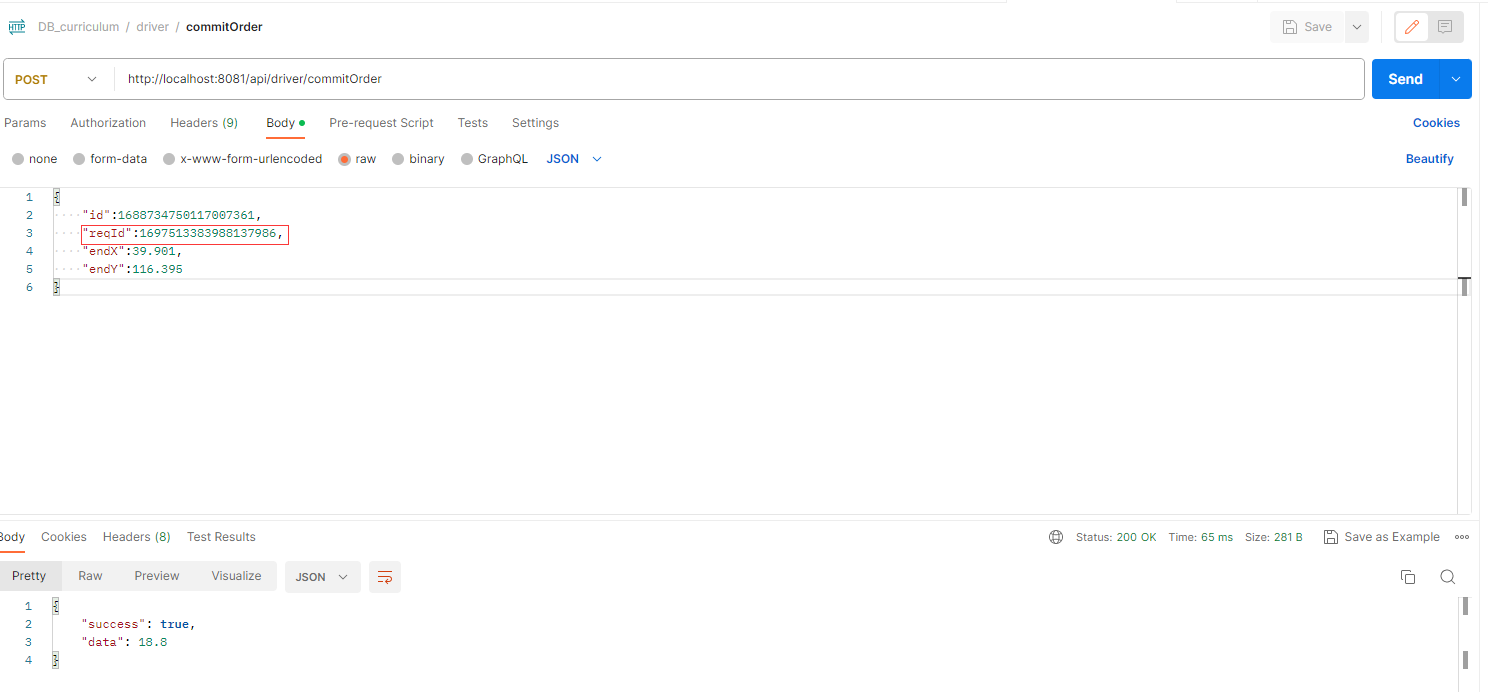 HTTP DB_curriculum / driver / commitOrder Save
POST http://localhost:8081/api/driver/commitOrder Send
Params Authorization Headers (9) Body Pre-request Script Tests Settings Cookies
none form-data x-www-form-urlencoded raw binary GraphQL JSON Beautify
1 {
2 ····"id":1688734750117007361,
3 ····"reqId":1697513383988137986,
4 ····"endX":39.901,
5 ····"endY":116.395
6 }
Body Cookies Headers (8) Test Results Status: 200 OK Time: 65 ms Size: 281 B Save as Example
Pretty Raw Preview Visualize JSON
1 {
2 "success": true,
3 "data": 18.8
4 }